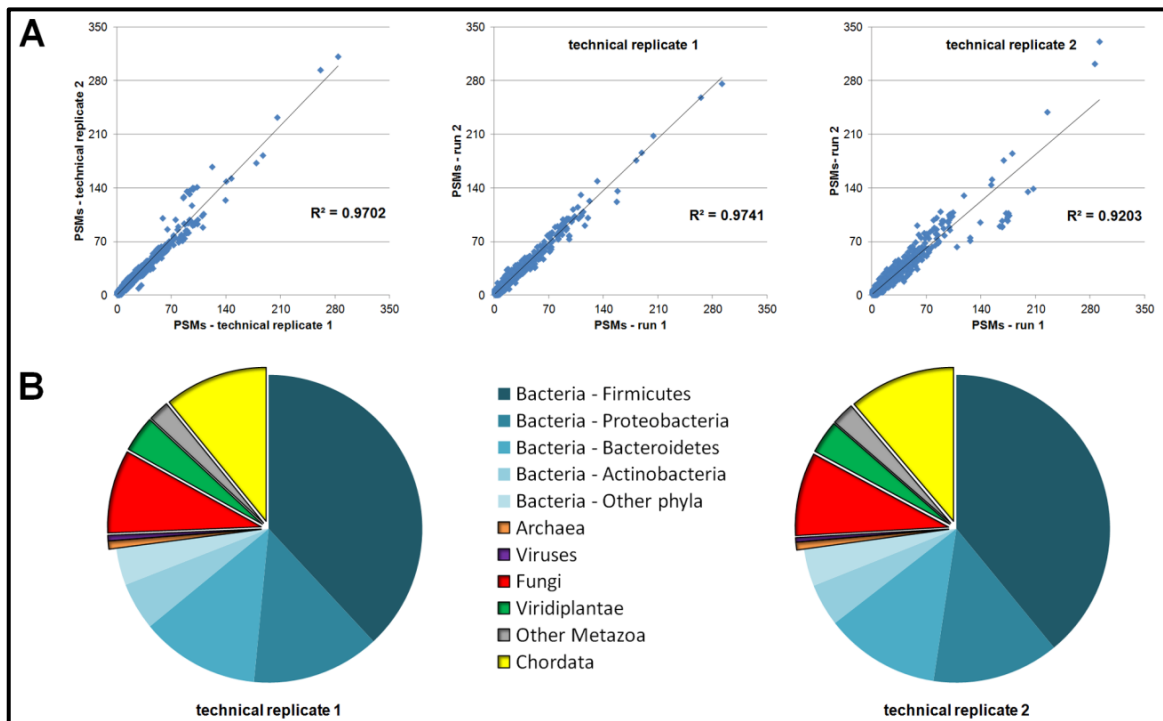 A
350
280
210
140
70
0
PSMs - technical replicate 2
R² = 0.9702
0 70 140 210 280 350
PSMs - technical replicate 1
technical replicate 1
350
280
210
140
70
0
PSMs - run 2
R² = 0.9741
0 70 140 210 280 350
PSMs - run 1
technical replicate 2
350
280
210
140
70
0
PSMs- run 2
R² = 0.9203
0 70 140 210 280 350
PSMs - run 1
B
Bacteria - Firmicutes
Bacteria - Proteobacteria
Bacteria - Bacteroidetes
Bacteria - Actinobacteria
Bacteria - Other phyla
Archaea
Viruses
Fungi
Viridiplantae
Other Metazoa
Chordata
technical replicate 1
technical replicate 2